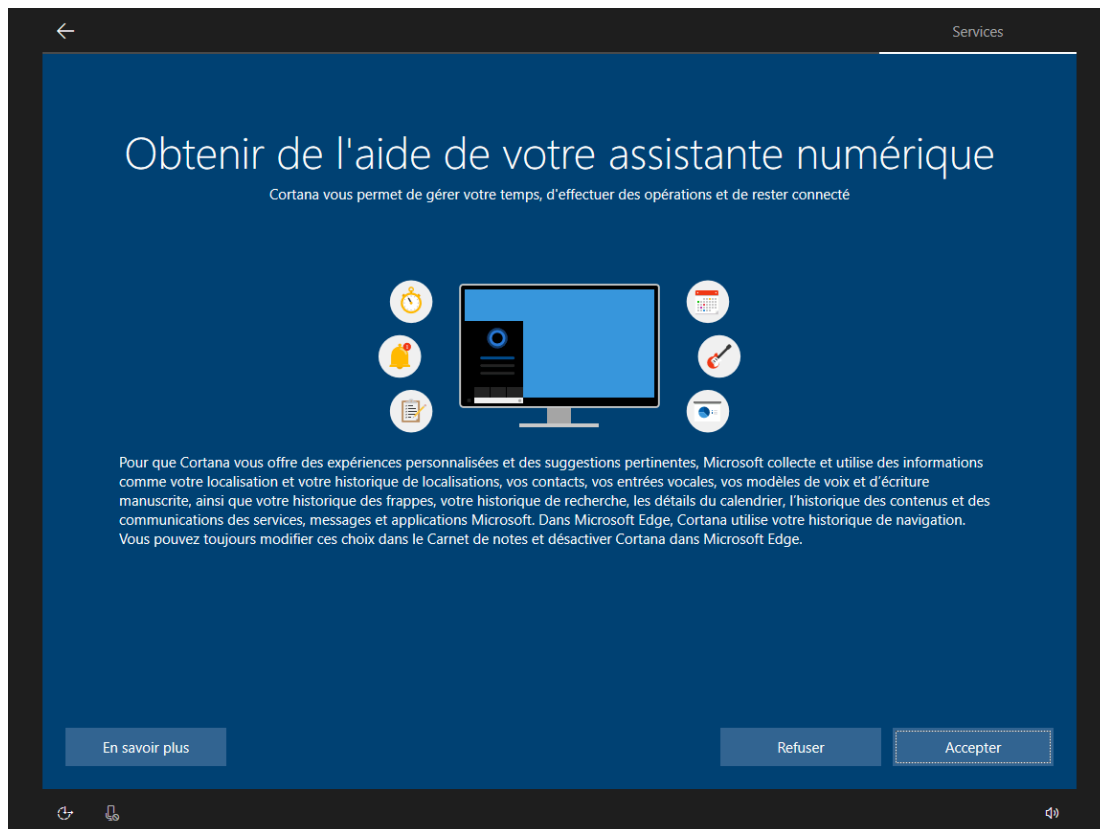 Services
Obtenir de l'aide de votre assistante numérique
Cortana vous permet de gérer votre temps, d'effectuer des opérations et de rester connecté
Pour que Cortana vous offre des expériences personnalisées et des suggestions pertinentes, Microsoft collecte et utilise des informations
comme votre localisation et votre historique de localisations, vos contacts, vos entrées vocales, vos modèles de voix et d'écriture
manuscrite, ainsi que votre historique des frappes, votre historique de recherche, les détails du calendrier, l'historique des contenus et des
communications des services, messages et applications Microsoft. Dans Microsoft Edge, Cortana utilise votre historique de navigation.
Vous pouvez toujours modifier ces choix dans le Carnet de notes et désactiver Cortana dans Microsoft Edge.
En savoir plus
Refuser
Accepter